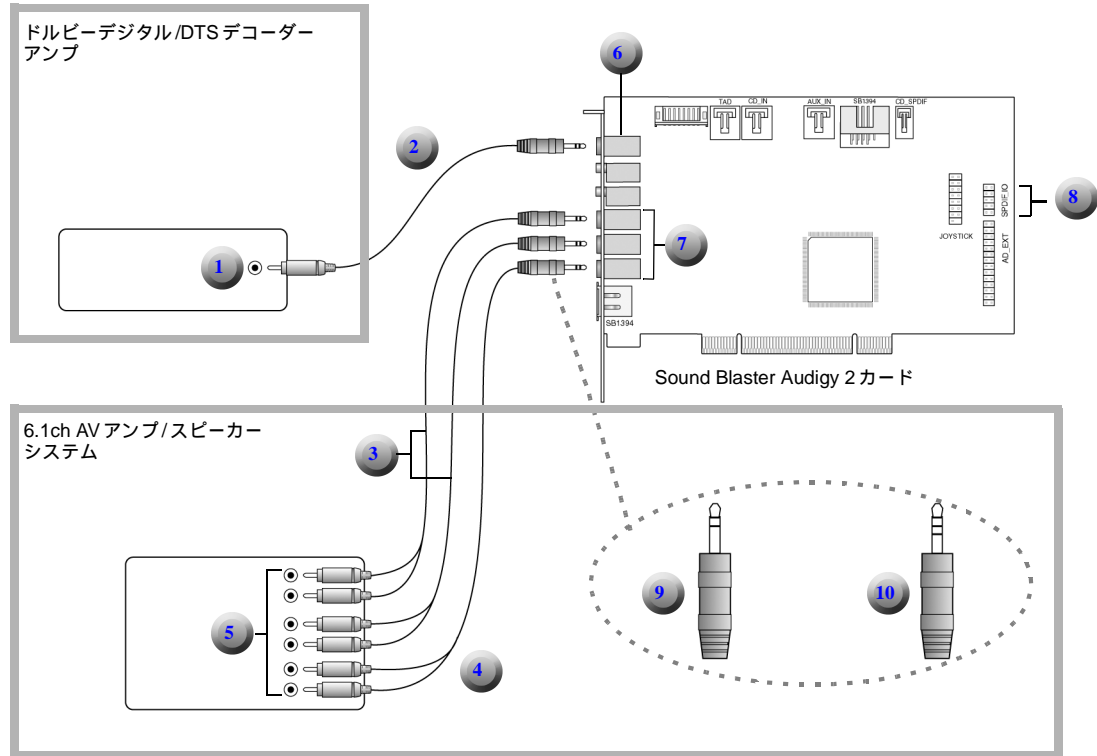 ドルビーデジタル/DTSデコーダー
アンプ
6
TAD
CD_IN
AUX_IN
SB1394
CD_SPDIF
2
8
SPDIF_IO
JOYSTICK
AD_EXT
7
1
SB1394
Sound Blaster Audigy 2カード
6.1ch AVアンプ/スピーカー
システム
3
9
10
5
4